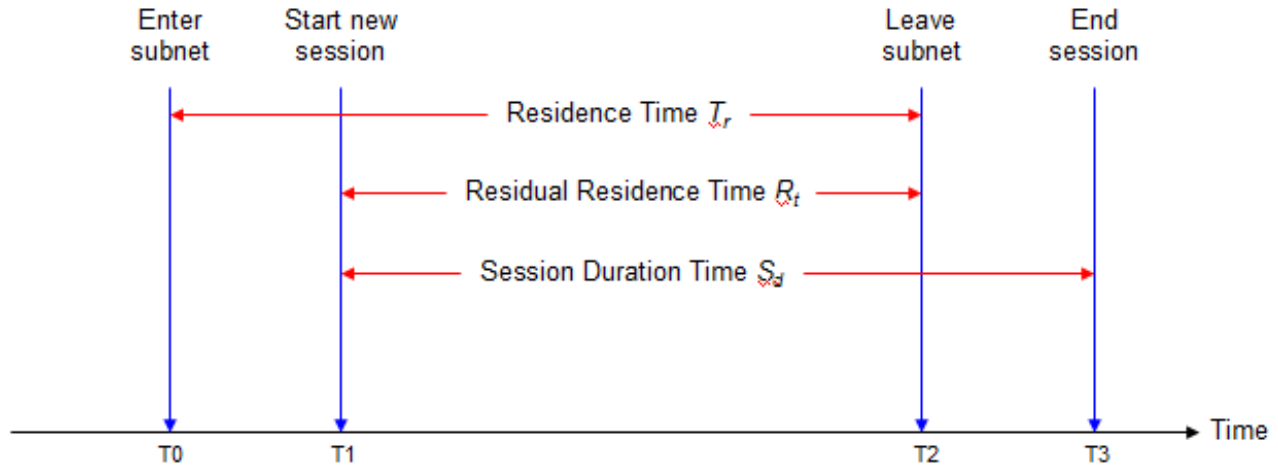 Enter subnet
Start new session
Leave subnet
End session
Residence Time Tr
Residual Residence Time Rt
Session Duration Time Sd
Time
T0
T1
T2
T3